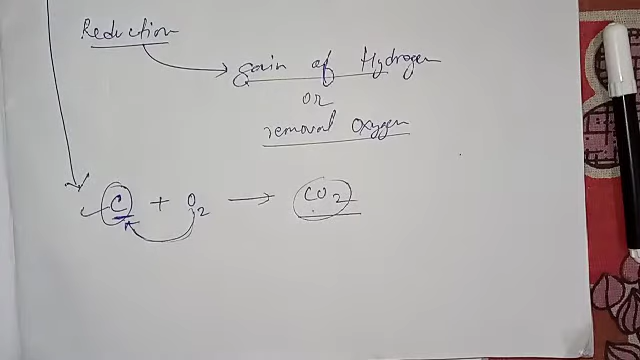 Reduction
gain of Hydrogen
or
removal Oxygen
C + O2 → CO2